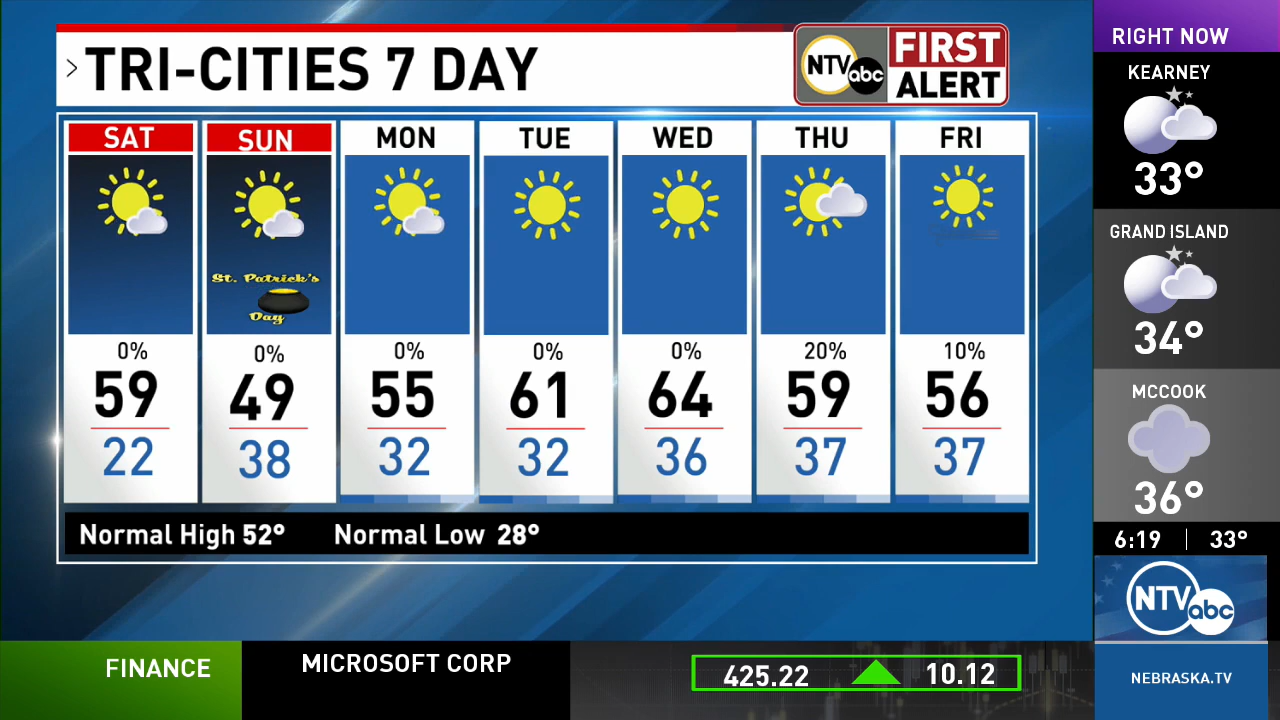 > TRI-CITIES 7 DAY
NTV abc FIRST ALERT
SAT SUN MON TUE WED THU FRI
St. Patrick's
Day
0% 0% 0% 0% 0% 20% 10%
59 49 55 61 64 59 56
22 38 32 32 36 37 37
Normal High 52° Normal Low 28°
RIGHT NOW
KEARNEY
33°
GRAND ISLAND
34°
MCCOOK
36°
6:19 | 33°
NTV abc
NEBRASKA.TV
FINANCE MICROSOFT CORP 425.22 10.12